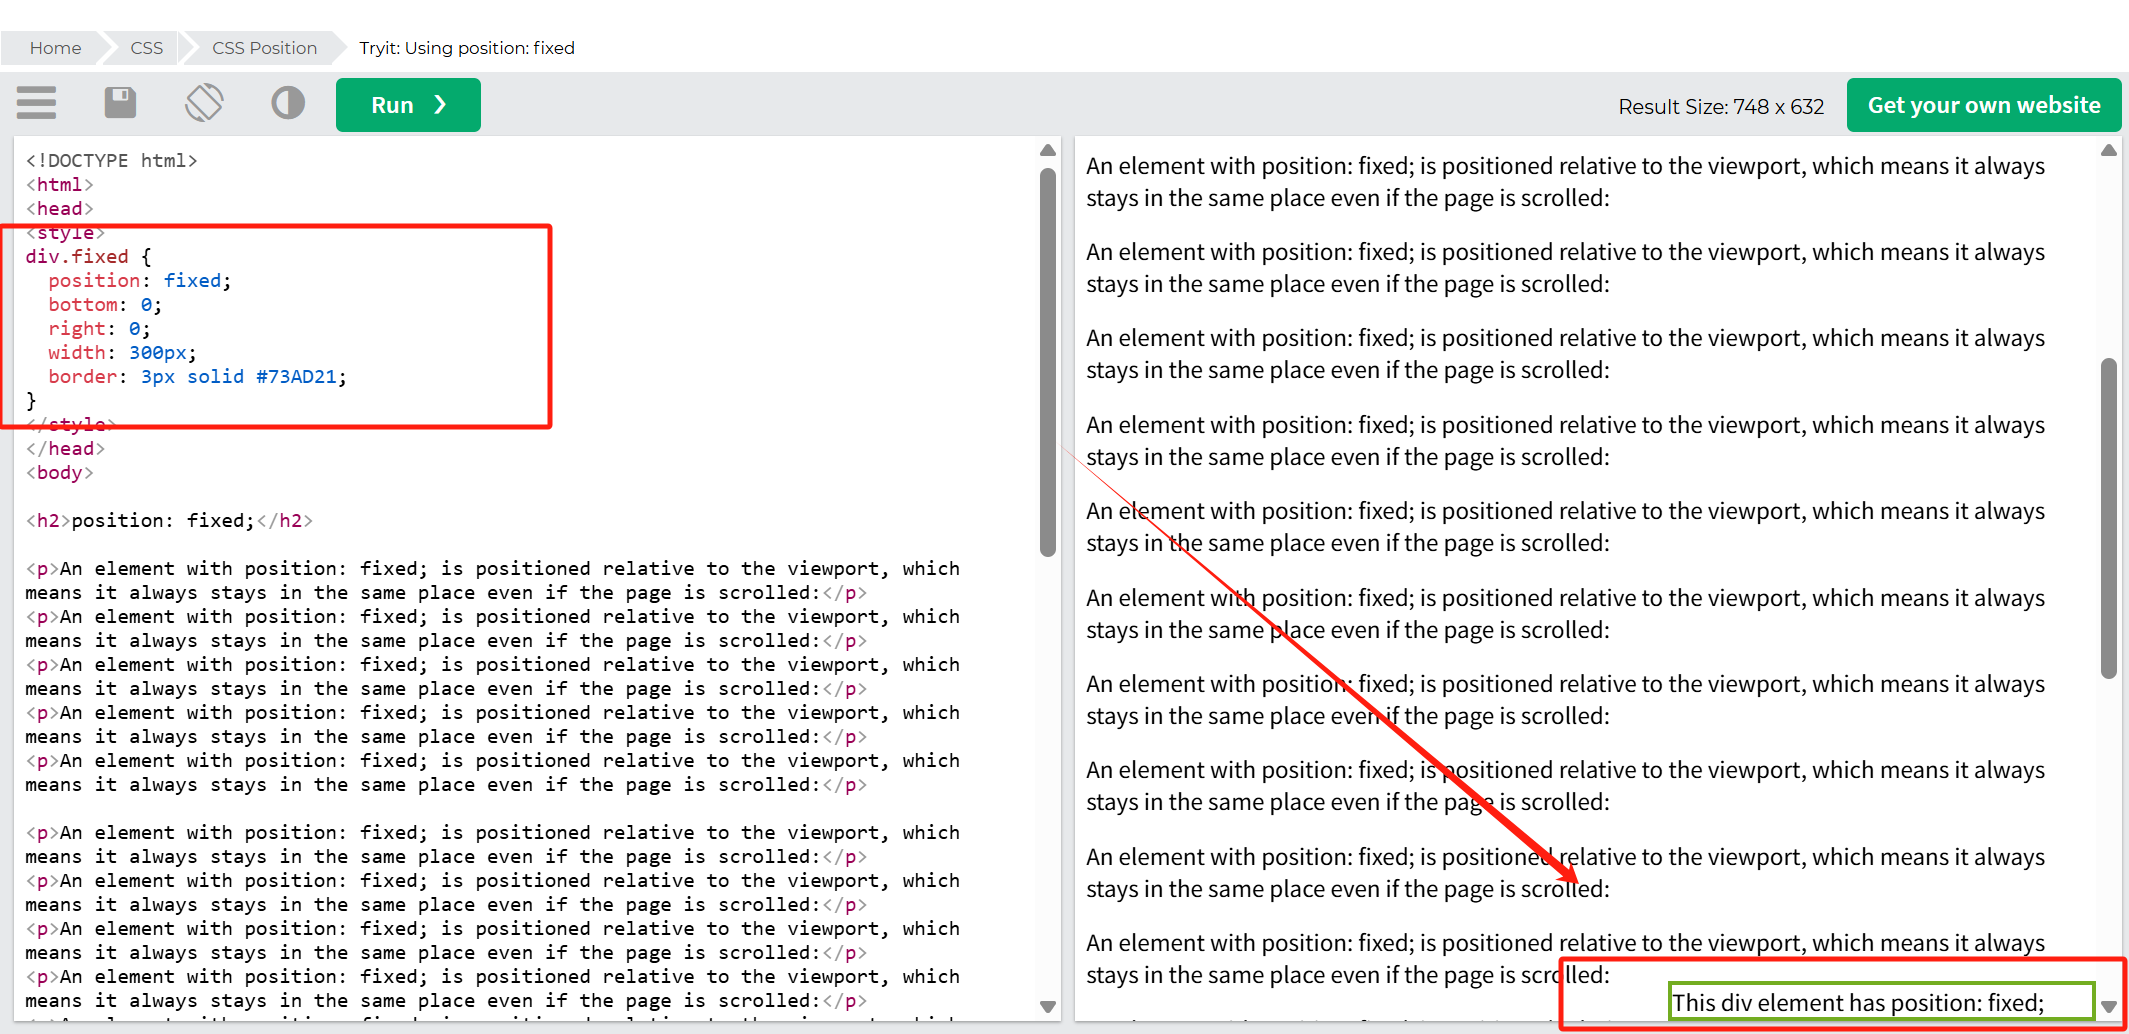 Home
CSS
CSS Position
Tryit: Using position: fixed
Run ❯
Result Size: 748 x 632
Get your own website
<!DOCTYPE html>
<html>
<head>
<style>
div.fixed {
  position: fixed;
  bottom: 0;
  right: 0;
  width: 300px;
  border: 3px solid #73AD21;
}
</style>
</head>
<body>
<h2>position: fixed;</h2>
<p>An element with position: fixed; is positioned relative to the viewport, which
means it always stays in the same place even if the page is scrolled:</p>
<p>An element with position: fixed; is positioned relative to the viewport, which
means it always stays in the same place even if the page is scrolled:</p>
<p>An element with position: fixed; is positioned relative to the viewport, which
means it always stays in the same place even if the page is scrolled:</p>
<p>An element with position: fixed; is positioned relative to the viewport, which
means it always stays in the same place even if the page is scrolled:</p>
<p>An element with position: fixed; is positioned relative to the viewport, which
means it always stays in the same place even if the page is scrolled:</p>
<p>An element with position: fixed; is positioned relative to the viewport, which
means it always stays in the same place even if the page is scrolled:</p>
<p>An element with position: fixed; is positioned relative to the viewport, which
means it always stays in the same place even if the page is scrolled:</p>
<p>An element with position: fixed; is positioned relative to the viewport, which
means it always stays in the same place even if the page is scrolled:</p>
<p>An element with position: fixed; is positioned relative to the viewport, which
means it always stays in the same place even if the page is scrolled:</p>
An element with position: fixed; is positioned relative to the viewport, which means it always
stays in the same place even if the page is scrolled:
An element with position: fixed; is positioned relative to the viewport, which means it always
stays in the same place even if the page is scrolled:
An element with position: fixed; is positioned relative to the viewport, which means it always
stays in the same place even if the page is scrolled:
An element with position: fixed; is positioned relative to the viewport, which means it always
stays in the same place even if the page is scrolled:
An element with position: fixed; is positioned relative to the viewport, which means it always
stays in the same place even if the page is scrolled:
An element with position: fixed; is positioned relative to the viewport, which means it always
stays in the same place even if the page is scrolled:
An element with position: fixed; is positioned relative to the viewport, which means it always
stays in the same place even if the page is scrolled:
An element with position: fixed; is positioned relative to the viewport, which means it always
stays in the same place even if the page is scrolled:
An element with position: fixed; is positioned relative to the viewport, which means it always
stays in the same place even if the page is scrolled:
An element with position: fixed; is positioned relative to the viewport, which means it always
stays in the same place even if the page is scrolled:
This div element has position: fixed;